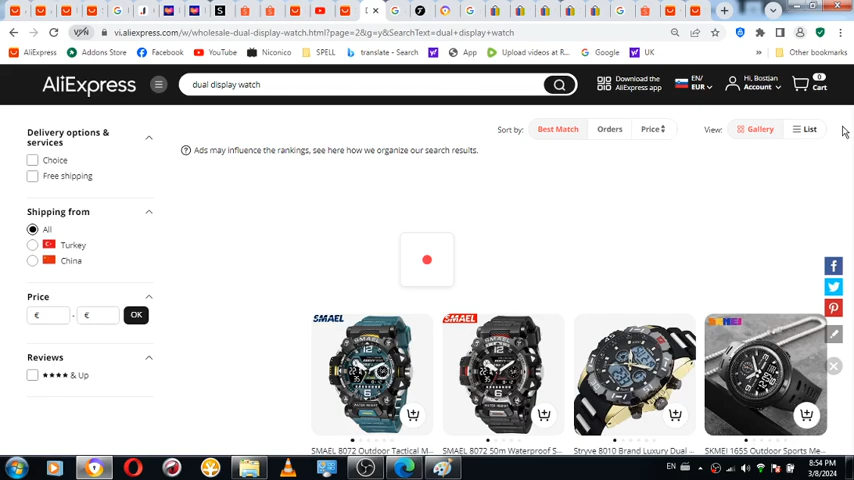 vi.aliexpress.com/w/wholesale-dual-display-watch.html?page=2&g=y&SearchText=dual+display+watch
AliExpress
Addons Store
Facebook
YouTube
Niconico
SPELL
translate - Search
App
Upload videos at R...
Google
UK
Other bookmarks
AliExpress
dual display watch
Download the
AliExpress app
EN/
EUR
Hi, Bostjan
Account
0
Cart
Delivery options &
services
Choice
Free shipping
Sort by:
Best Match
Orders
Price
View:
Gallery
List
Ads may influence the rankings, see here how we organize our search results.
Shipping from
All
Turkey
China
Price
€ - € OK
Reviews
& Up
SMAEL
SMAEL
SKMEI
SMAEL 8072 Outdoor Tactical M...
SMAEL 8072 50m Waterproof S...
Stryve 8010 Brand Luxury Dual ...
SKMEI 1655 Outdoor Sports Me...
EN
8:54 PM
3/8/2024